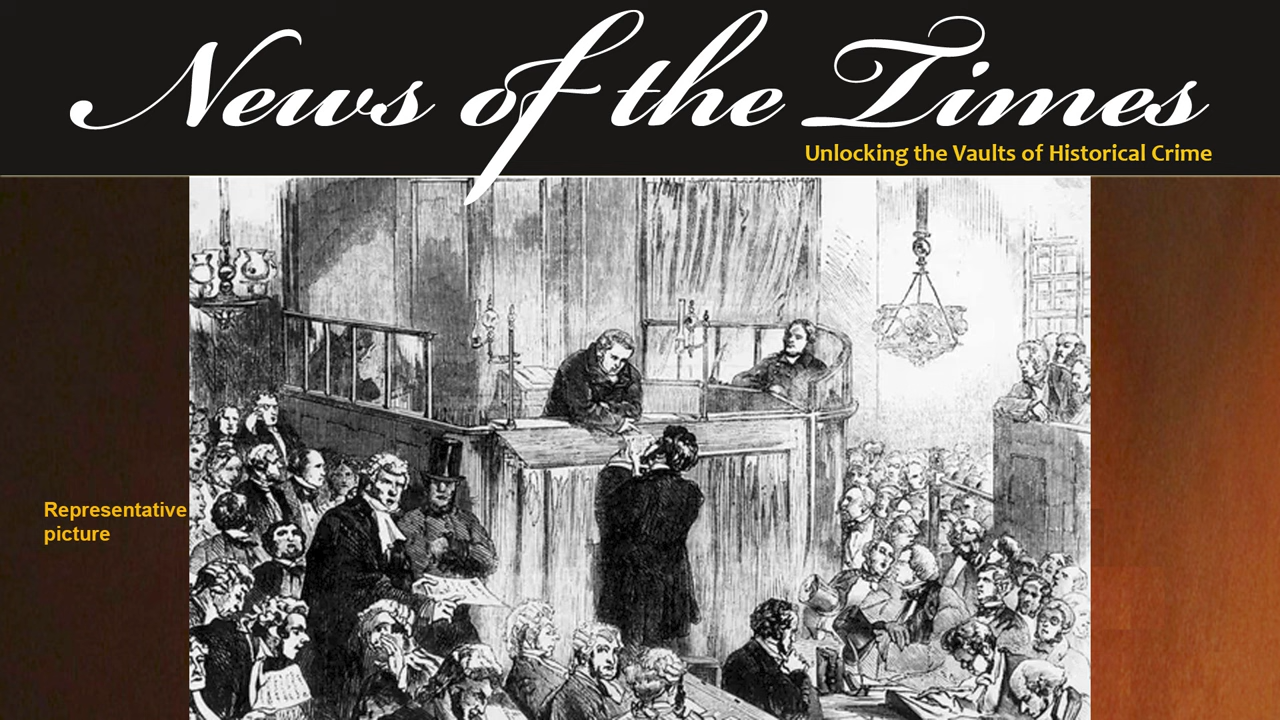 News of the Times
Unlocking the Vaults of Historical Crime
Representative
picture